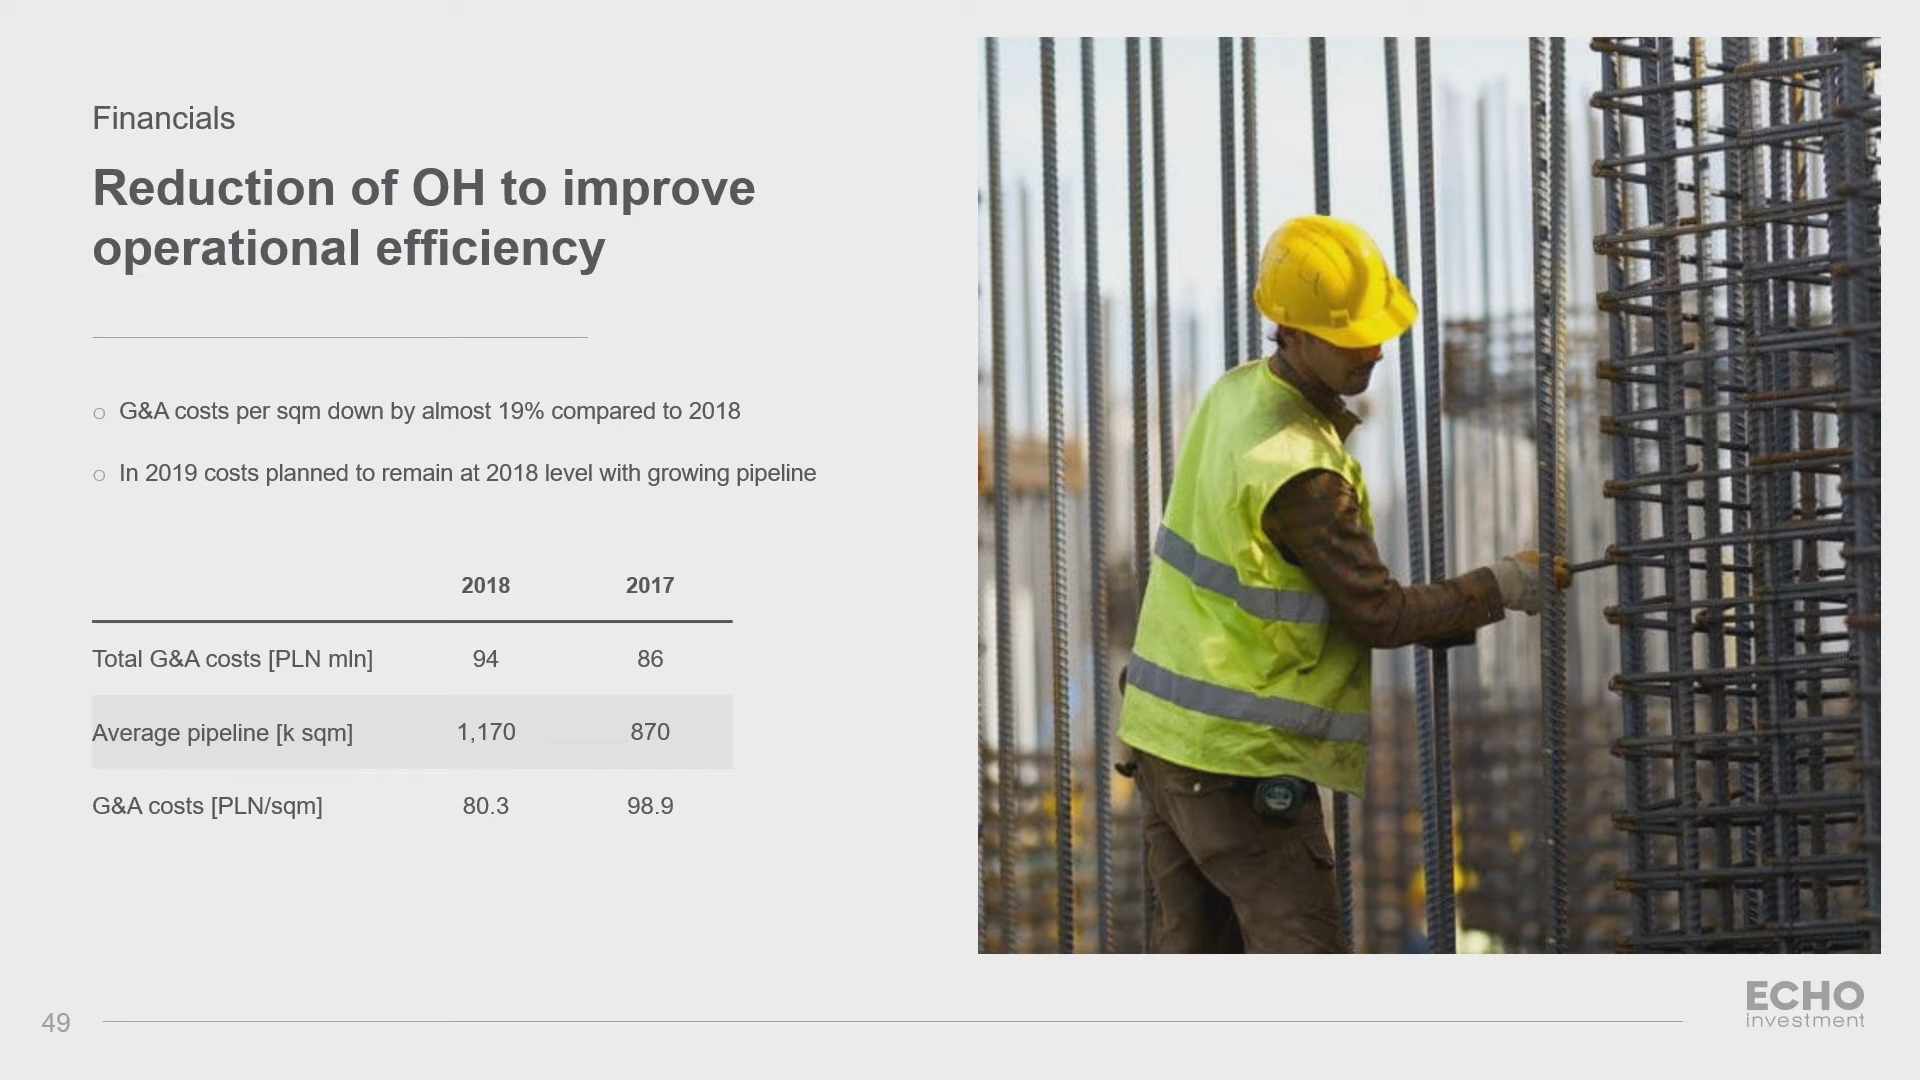 Financials
Reduction of OH to improve
operational efficiency
○ G&A costs per sqm down by almost 19% compared to 2018
○ In 2019 costs planned to remain at 2018 level with growing pipeline
2018 2017
Total G&A costs [PLN mln] 94 86
Average pipeline [k sqm] 1,170 870
G&A costs [PLN/sqm] 80.3 98.9
49
ECHO
investment